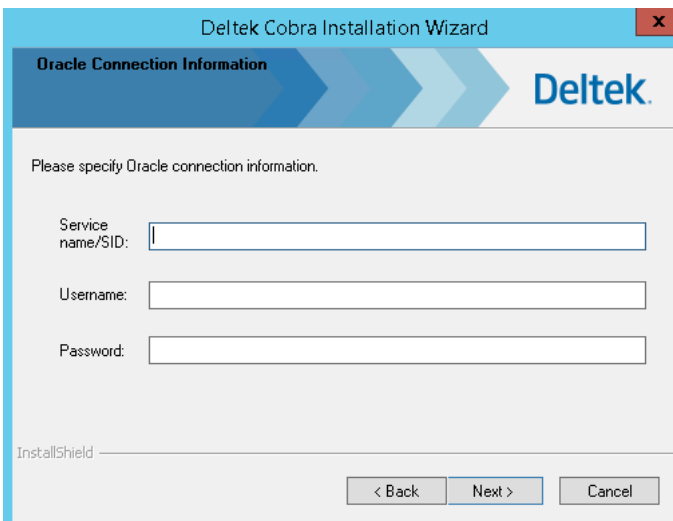 Deltek Cobra Installation Wizard
x
Oracle Connection Information
Deltek.
Please specify Oracle connection information.
Service
name/SID:
Username:
Password:
InstallShield
< Back
Next >
Cancel